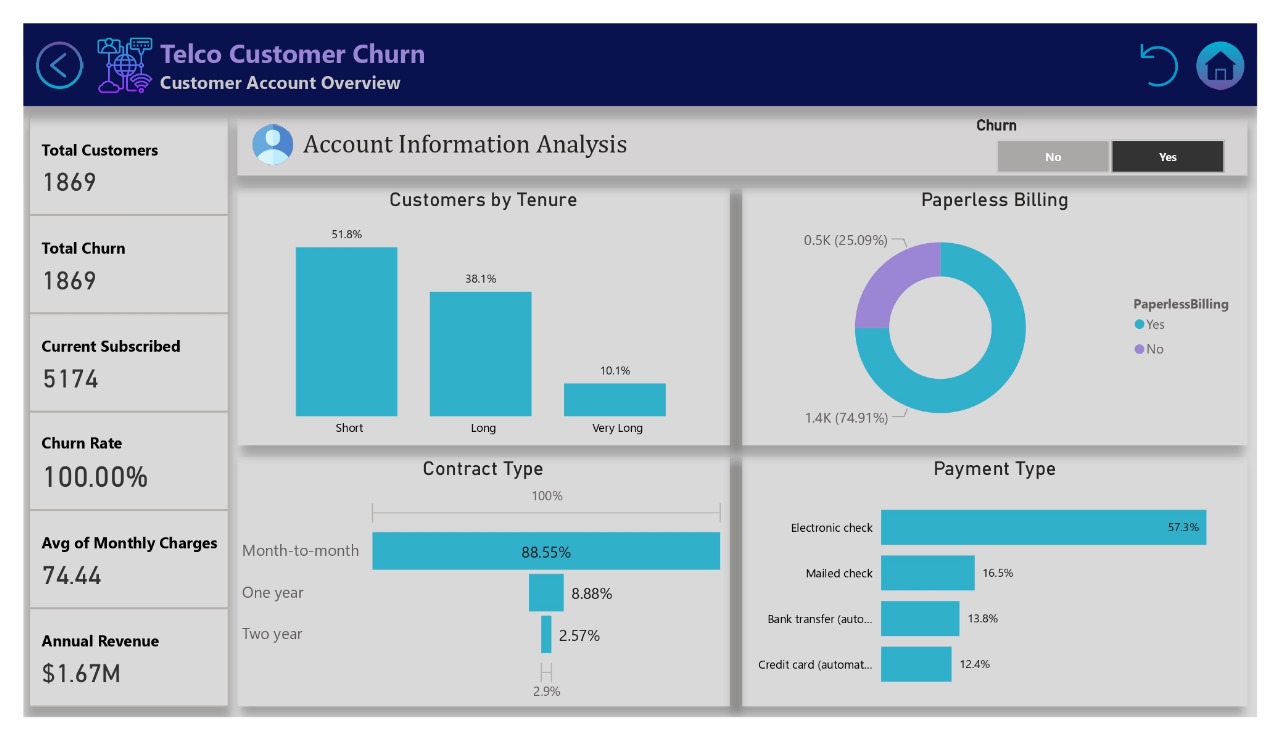 Telco Customer Churn
Customer Account Overview
Total Customers
1869
Total Churn
1869
Current Subscribed
5174
Churn Rate
100.00%
Avg of Monthly Charges
74.44
Annual Revenue
$1.67M
Account Information Analysis
Churn
No
Yes
Customers by Tenure
51.8%
38.1%
10.1%
Short
Long
Very Long
Paperless Billing
0.5K (25.09%)
1.4K (74.91%)
PaperlessBilling
Yes
No
Contract Type
100%
Month-to-month
88.55%
One year
8.88%
Two year
2.57%
2.9%
Payment Type
Electronic check
57.3%
Mailed check
16.5%
Bank transfer (auto...
13.8%
Credit card (automat...
12.4%